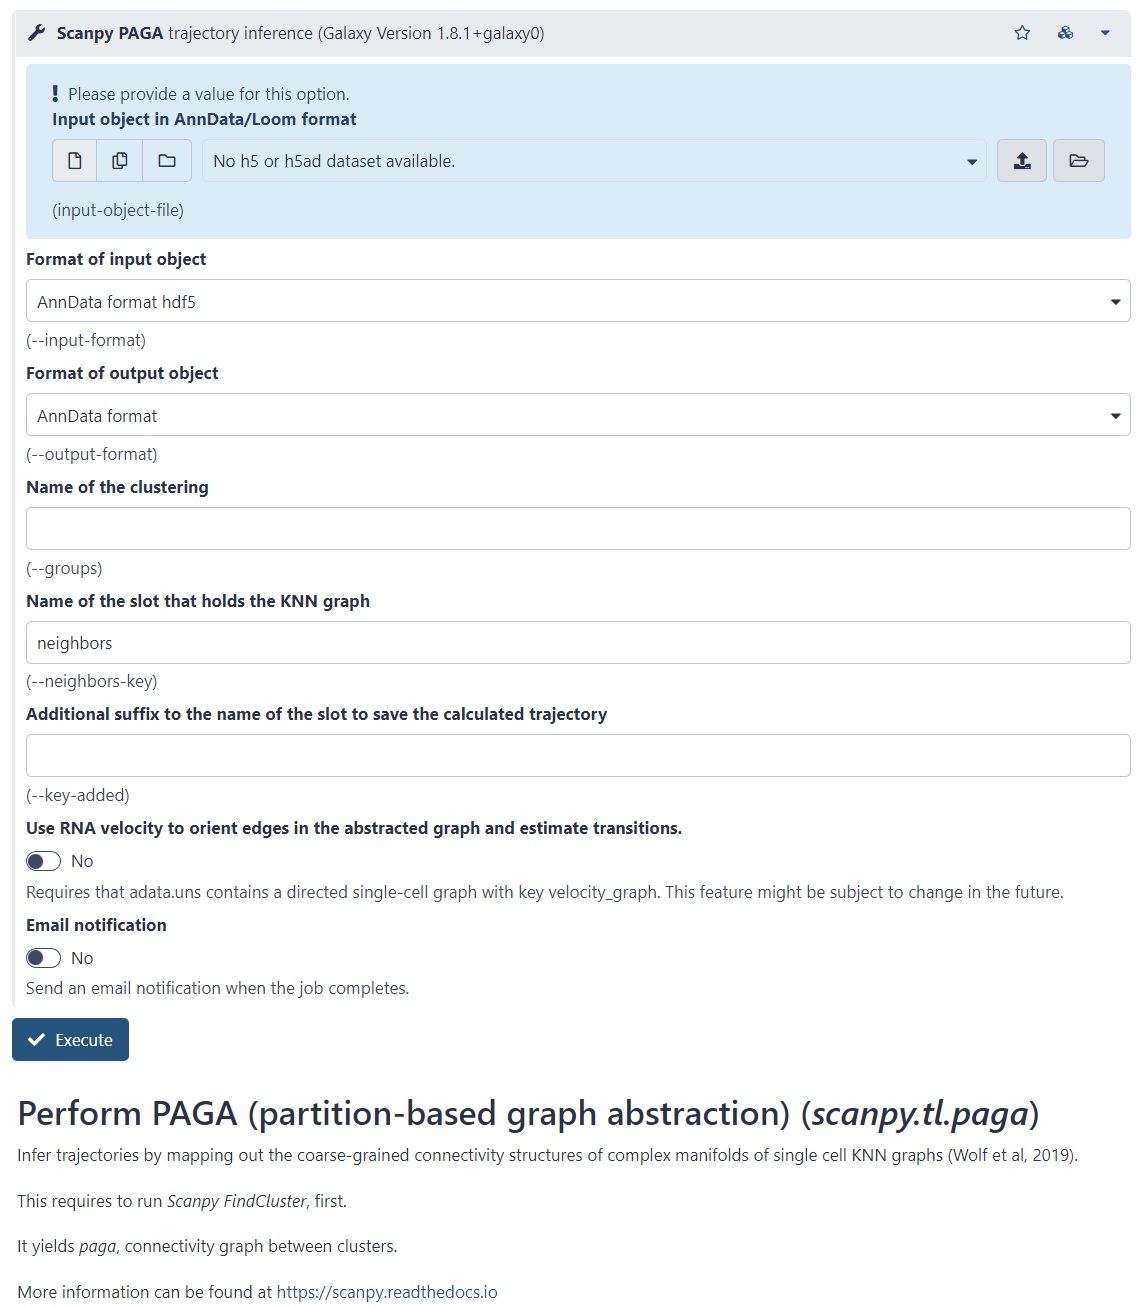 Scanpy PAGA trajectory inference (Galaxy Version 1.8.1+galaxy0)
! Please provide a value for this option.
Input object in AnnData/Loom format
No h5 or h5ad dataset available.
(input-object-file)
Format of input object
AnnData format hdf5
(--input-format)
Format of output object
AnnData format
(--output-format)
Name of the clustering
(--groups)
Name of the slot that holds the KNN graph
neighbors
(--neighbors-key)
Additional suffix to the name of the slot to save the calculated trajectory
(--key-added)
Use RNA velocity to orient edges in the abstracted graph and estimate transitions.
No
Requires that adata.uns contains a directed single-cell graph with key velocity_graph. This feature might be subject to change in the future.
Email notification
No
Send an email notification when the job completes.
Execute
Perform PAGA (partition-based graph abstraction) (scanpy.tl.paga)
Infer trajectories by mapping out the coarse-grained connectivity structures of complex manifolds of single cell KNN graphs (Wolf et al, 2019).
This requires to run Scanpy FindCluster, first.
It yields paga, connectivity graph between clusters.
More information can be found at https://scanpy.readthedocs.io